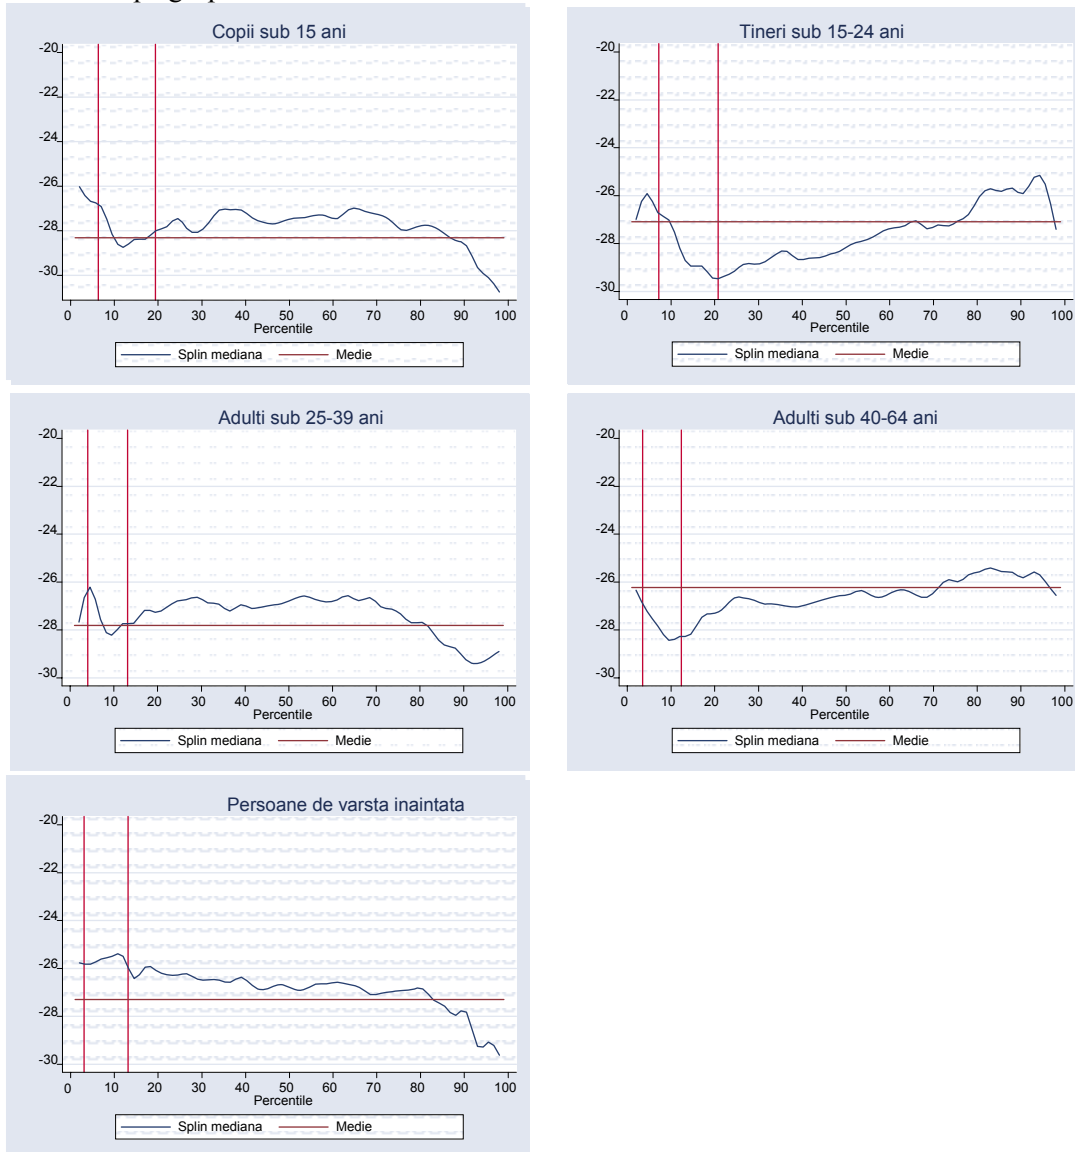 Copii sub 15 ani
-20
-22
-24
-26
-28
-30
0 10 20 30 40 50 60 70 80 90 100
Percentile
Splin mediana Medie
Tineri sub 15-24 ani
-20
-22
-24
-26
-28
-30
0 10 20 30 40 50 60 70 80 90 100
Percentile
Splin mediana Medie
Adulti sub 25-39 ani
-20
-22
-24
-26
-28
-30
0 10 20 30 40 50 60 70 80 90 100
Percentile
Splin mediana Medie
Adulti sub 40-64 ani
-20
-22
-24
-26
-28
-30
0 10 20 30 40 50 60 70 80 90 100
Percentile
Splin mediana Medie
Persoane de varsta inaintata
-20
-22
-24
-26
-28
-30
0 10 20 30 40 50 60 70 80 90 100
Percentile
Splin mediana Medie